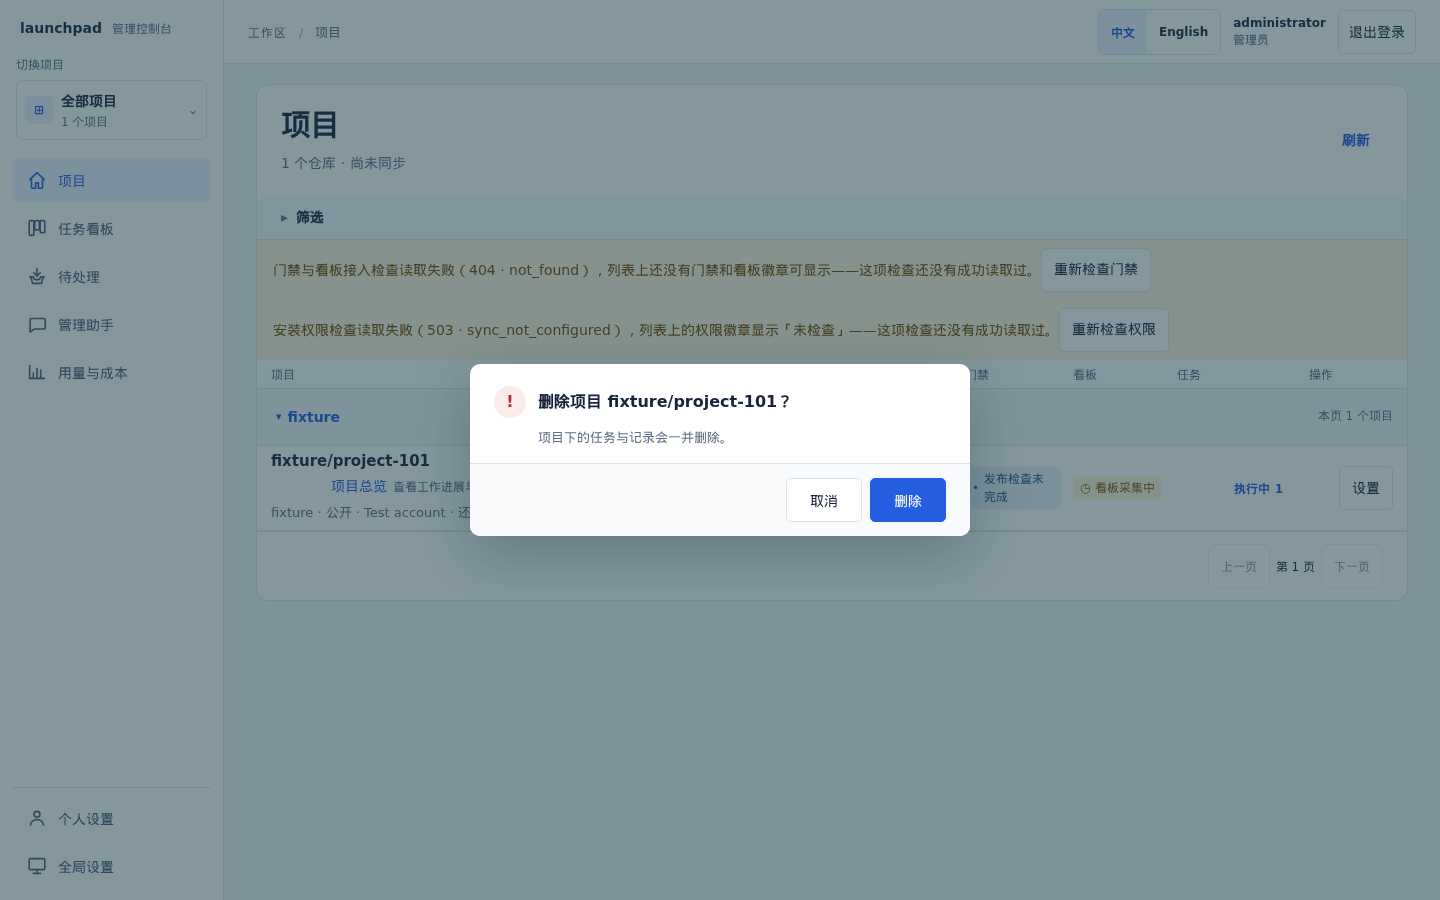 launchpad 管理控制台
切换项目
全部项目
1 个项目
项目
任务看板
待处理
管理助手
用量与成本
个人设置
全局设置
工作区 / 项目
中文 English
administrator
管理员
退出登录
项目
1 个仓库 · 尚未同步
刷新
筛选
门禁与看板接入检查读取失败（404 · not_found），列表上还没有门禁和看板徽章可显示——这项检查还没有成功读取过。 重新检查门禁
安装权限检查读取失败（503 · sync_not_configured），列表上的权限徽章显示「未检查」——这项检查还没有成功读取过。 重新检查权限
项目 门禁 看板 任务 操作
fixture 本页 1 个项目
fixture/project-101
项目总览 查看工作进展
fixture · 公开 · Test account · 还
发布检查未
完成
看板采集中
执行中 1
设置
上一页 第 1 页 下一页
删除项目 fixture/project-101？
项目下的任务与记录会一并删除。
取消 删除